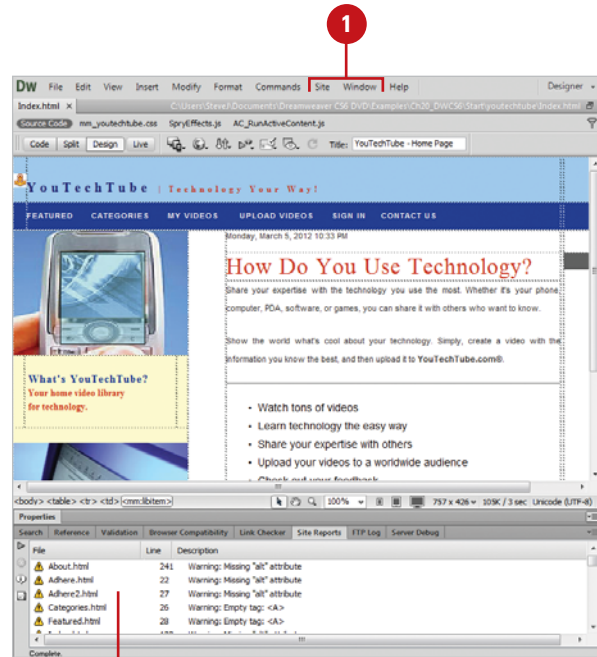 1
DW File Edit View Insert Modify Format Commands Site Window Help Designer
Index.html × C:\Users\SteveJ\Documents\Dreamweaver CS6 DVD\Examples\Ch20_DWCS6\Start\youtechtube\Index.html
Source Code mm_youtechtube.css SpryEffects.js AC_RunActiveContent.js
Code Split Design Live Title: YouTechTube - Home Page
YouTechTube | Technology Your Way!
FEATURED CATEGORIES MY VIDEOS UPLOAD VIDEOS SIGN IN CONTACT US
Monday, March 5, 2012 10:33 PM
How Do You Use Technology?
Share your expertise with the technology you use the most. Whether it's your phone,
computer, PDA, software, or games, you can share it with others who want to know.
Show the world what's cool about your technology. Simply, create a video with the
information you know the best, and then upload it to YouTechTube.com®.
What's YouTechTube?
Your home video library
for technology.
• Watch tons of videos
• Learn technology the easy way
• Share your expertise with others
• Upload your videos to a worldwide audience
• Check out your feedback
<body> <table> <tr> <td> <mm:libitem> 100% 757 x 426 105K / 3 sec Unicode (UTF-8)
Properties
Search Reference Validation Browser Compatibility Link Checker Site Reports FTP Log Server Debug
File Line Description
About.html 241 Warning: Missing "alt" attribute
Adhere.html 22 Warning: Missing "alt" attribute
Adhere2.html 27 Warning: Missing "alt" attribute
Categories.html 26 Warning: Empty tag: <A>
Featured.html 28 Warning: Empty tag: <A>
Complete.